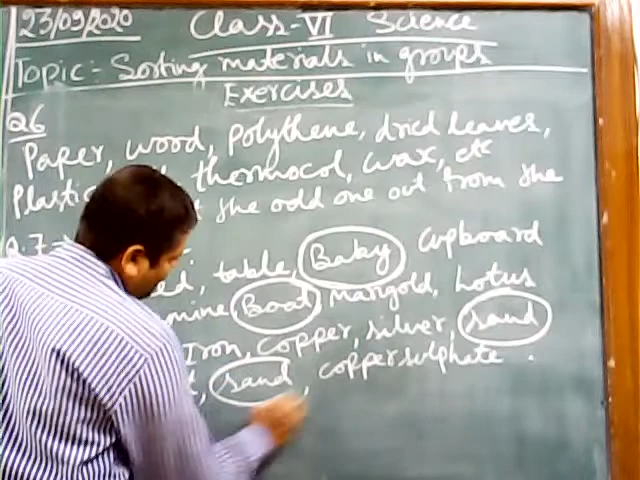 23/09/2020 Class-VI Science
Topic:- Sorting materials in groups
Exercises
Q6
Paper, wood, polythene, dried leaves,
Plastic thermocol, wax, etc
Q.7 the odd one out from the
table, Baby Cupboard
Boat Marigold, Lotus
Iron, copper, silver, sand
sand, copper sulphate.